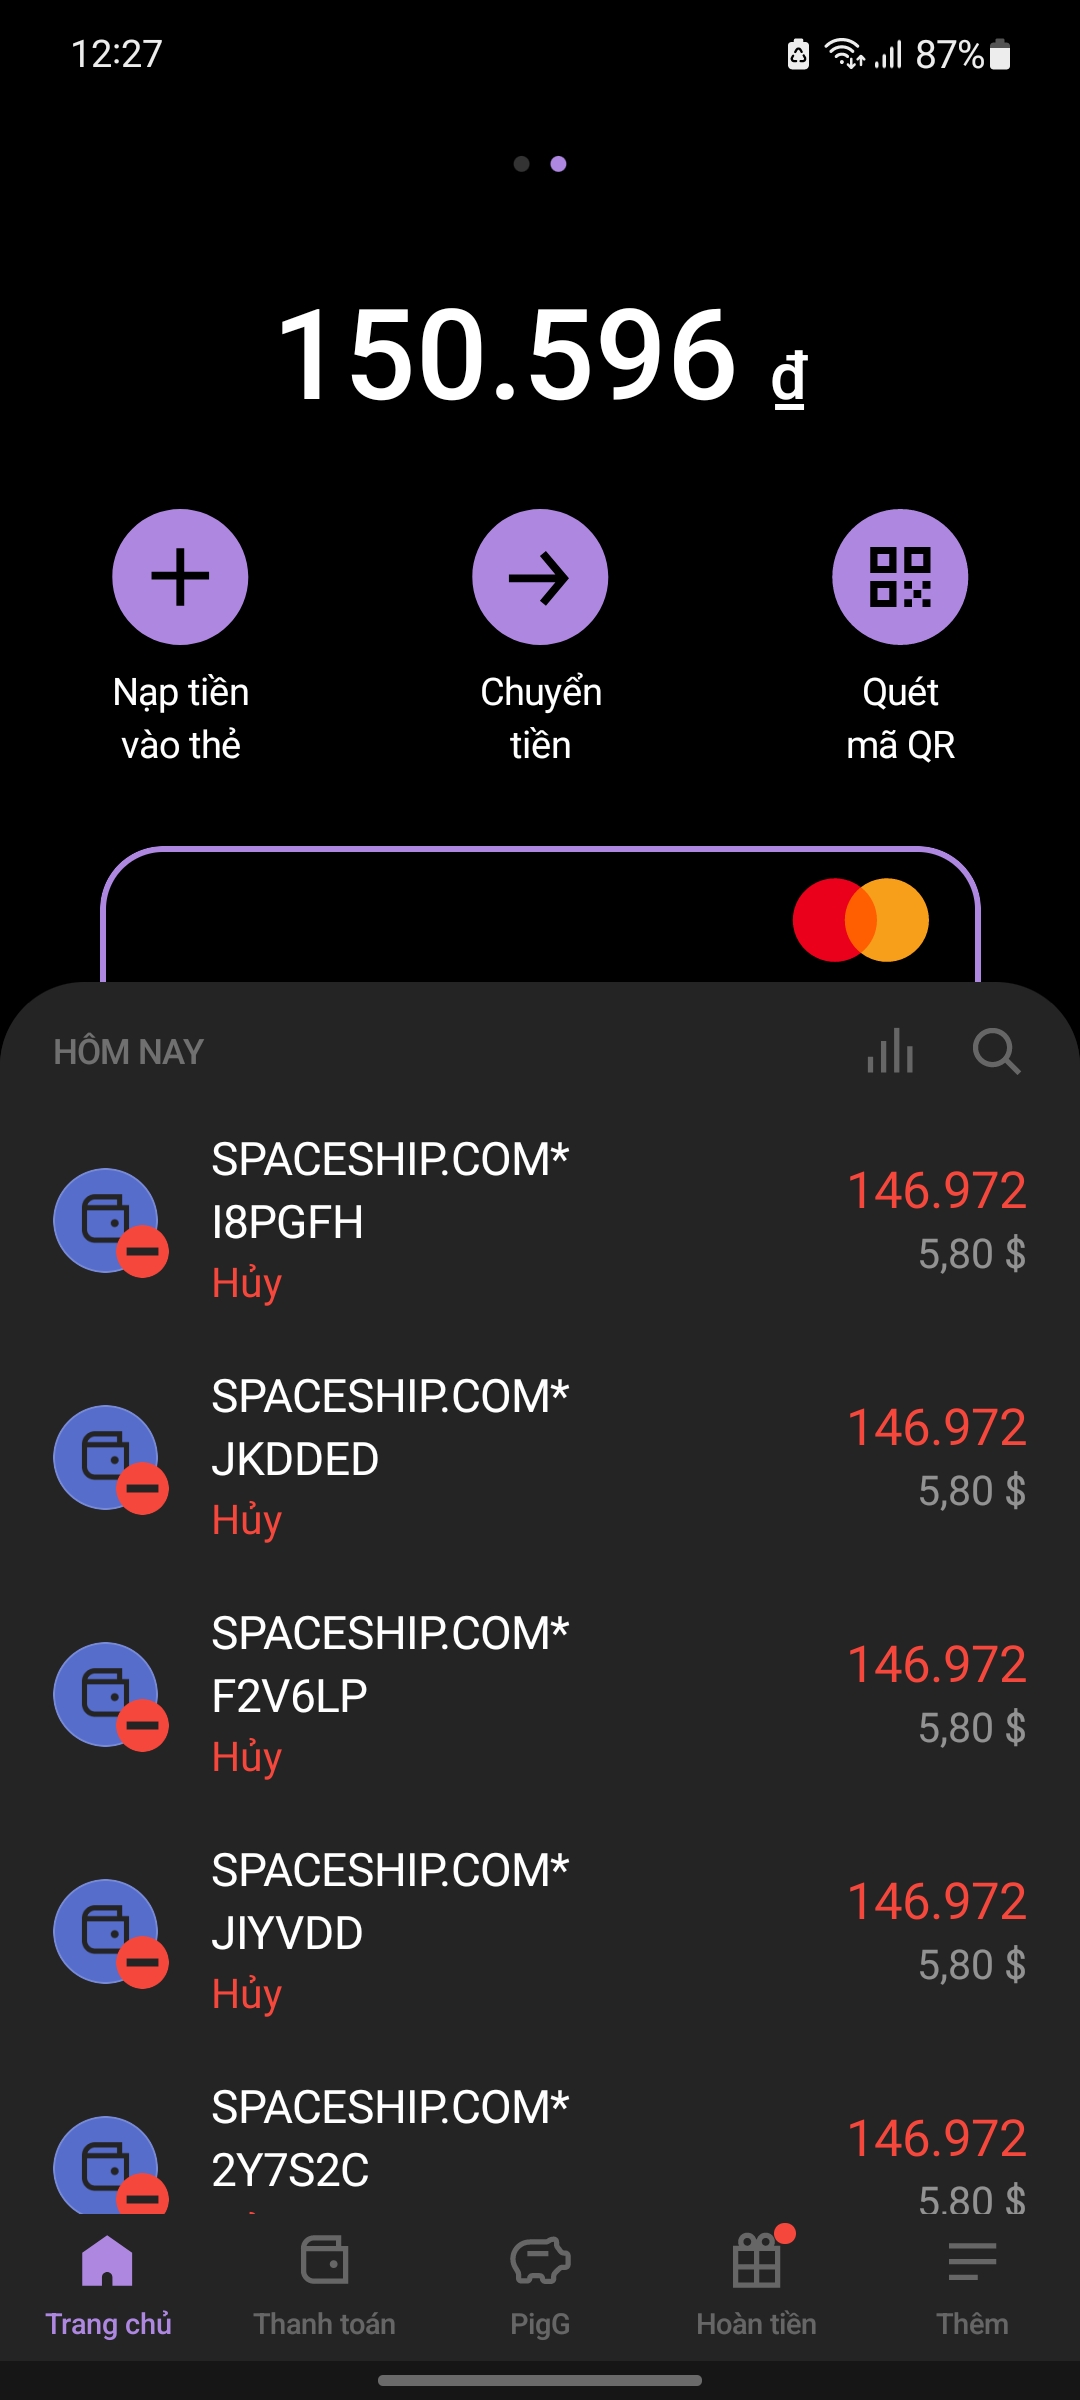 12:27
87%
150.596 đ
Nạp tiền
vào thẻ
Chuyển
tiền
Quét
mã QR
HÔM NAY
SPACESHIP.COM*
I8PGFH
Hủy
146.972
5,80 $
SPACESHIP.COM*
JKDDED
Hủy
146.972
5,80 $
SPACESHIP.COM*
F2V6LP
Hủy
146.972
5,80 $
SPACESHIP.COM*
JIYVDD
Hủy
146.972
5,80 $
SPACESHIP.COM*
2Y7S2C
146.972
5,80 $
Trang chủ
Thanh toán
PigG
Hoàn tiền
Thêm